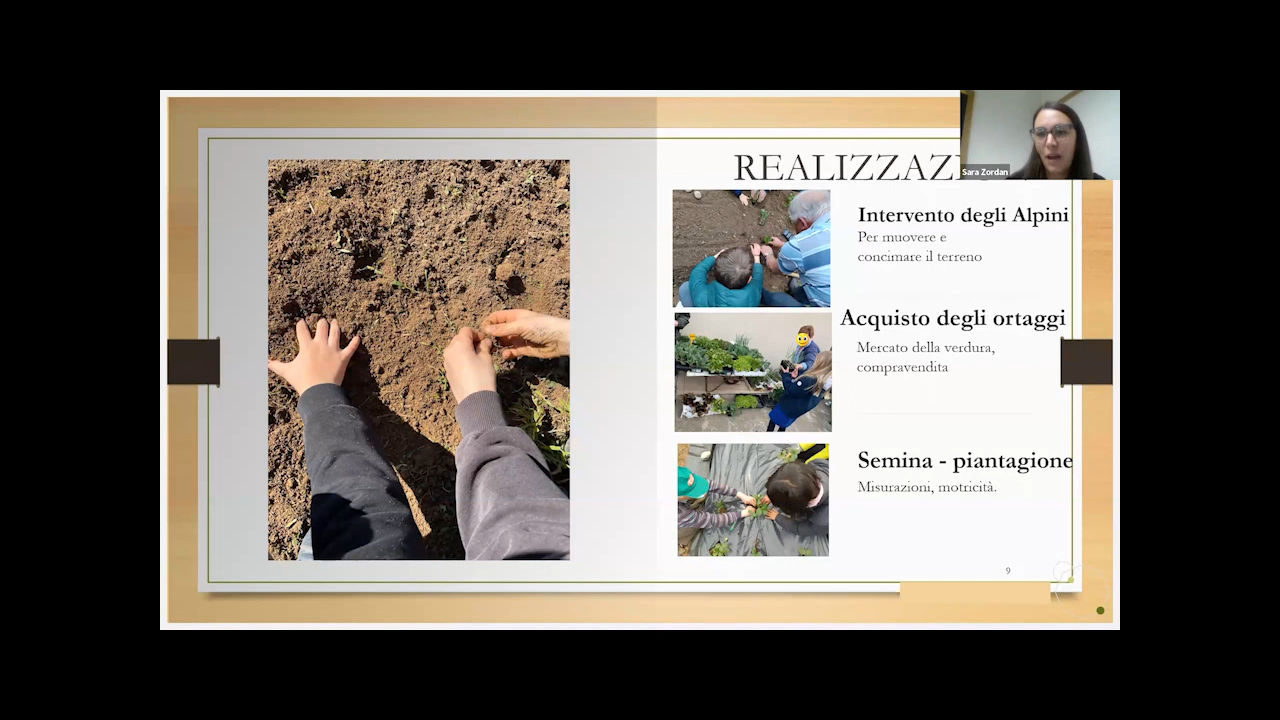 REALIZZAZI
Sara Zordan
Intervento degli Alpini
Per muovere e
concimare il terreno
Acquisto degli ortaggi
Mercato della verdura,
compravendita
Semina - piantagione
Misurazioni, motricità.
9